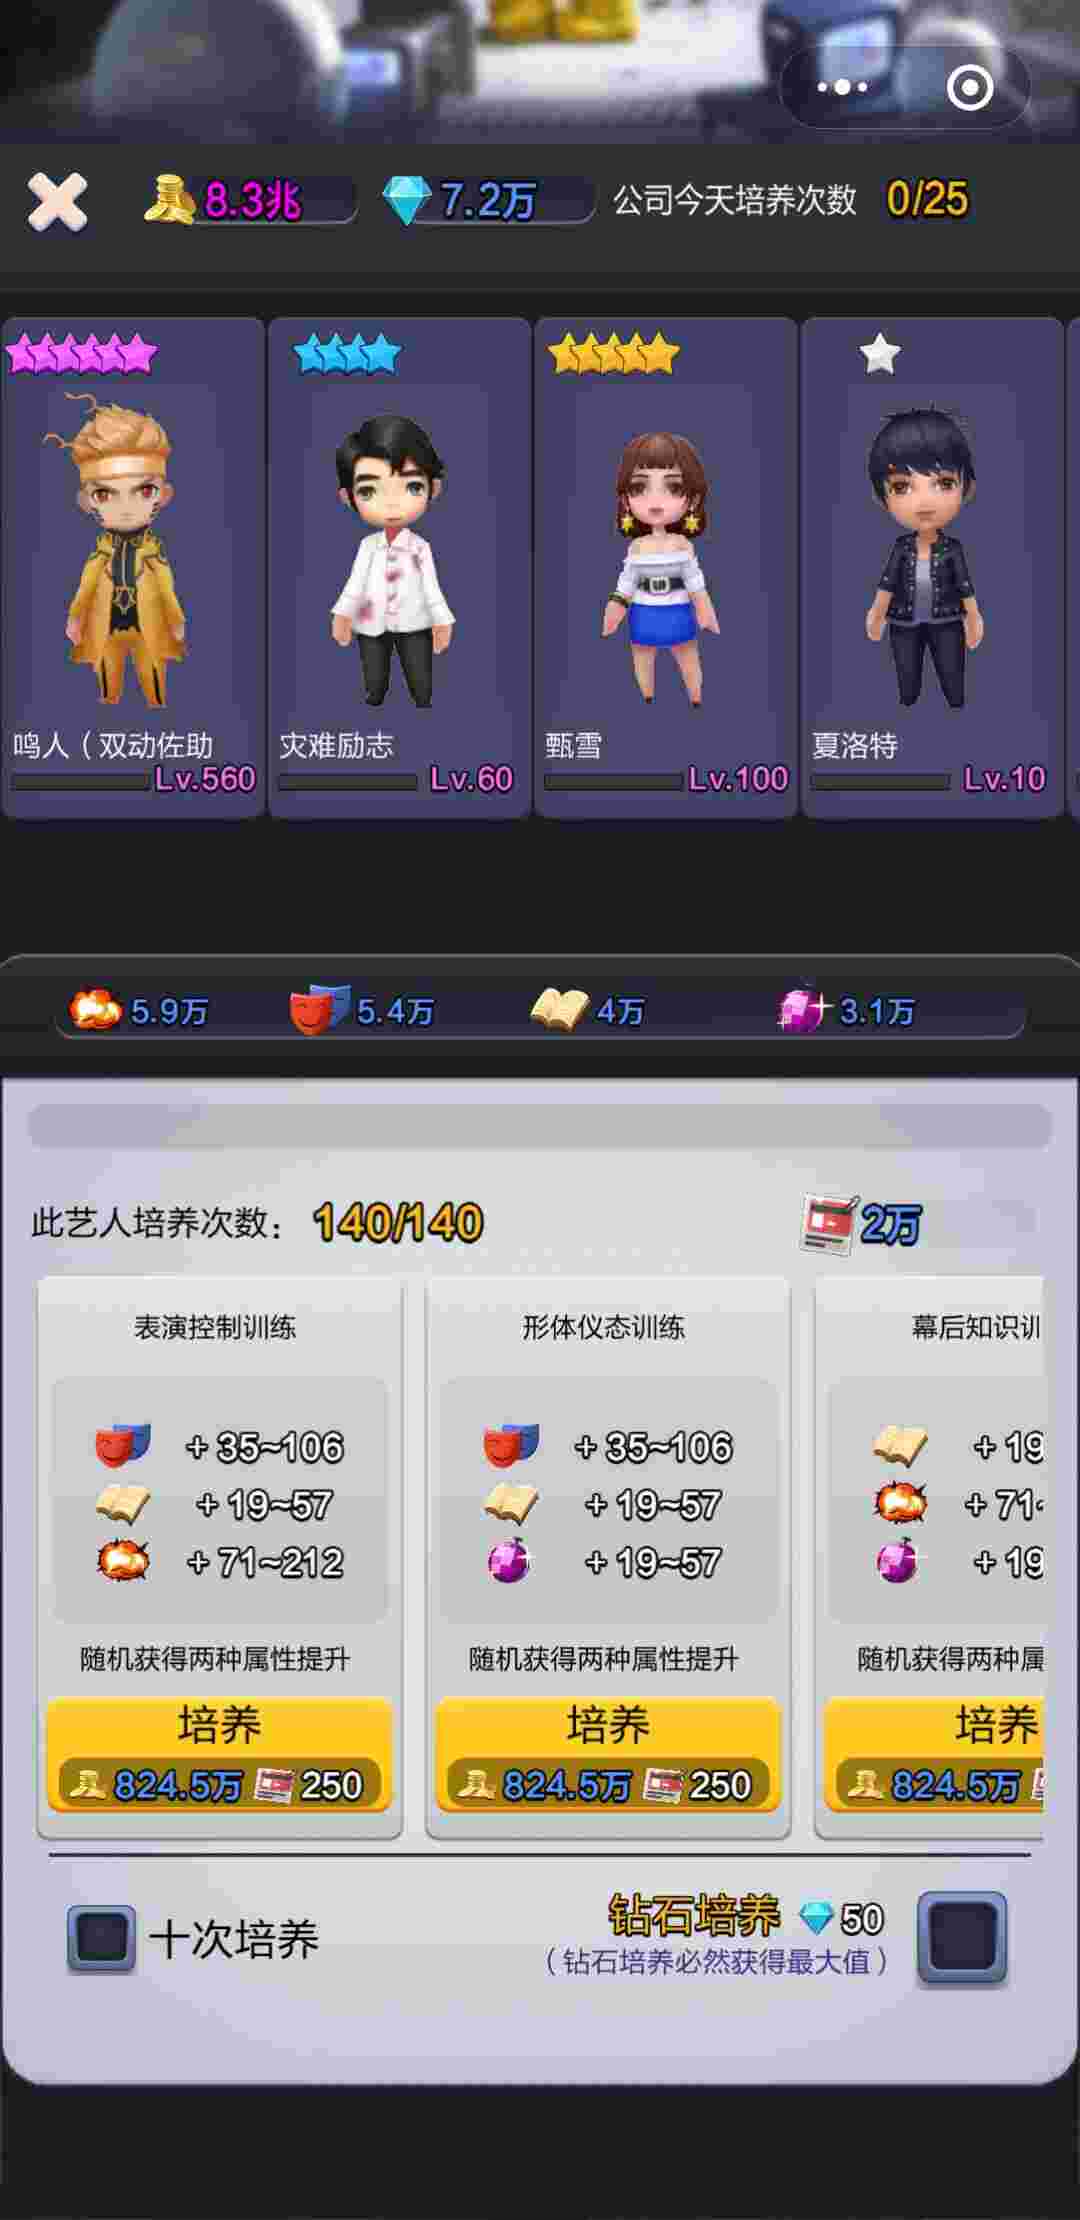 8.3兆 7.2万 公司今天培养次数 0/25
鸣人（双动佐助 灾难励志 甄雪 夏洛特
Lv.560 Lv.60 Lv.100 Lv.10
5.9万 5.4万 4万 3.1万
此艺人培养次数： 140/140 2万
表演控制训练 形体仪态训练 幕后知识训
+35~106 +35~106 +19
+19~57 +19~57 +71~
+71~212 +19~57 +19
随机获得两种属性提升 随机获得两种属性提升 随机获得两种属
培养 培养 培养
824.5万 250 824.5万 250 824.5万
十次培养 钻石培养 50
（钻石培养必然获得最大值）